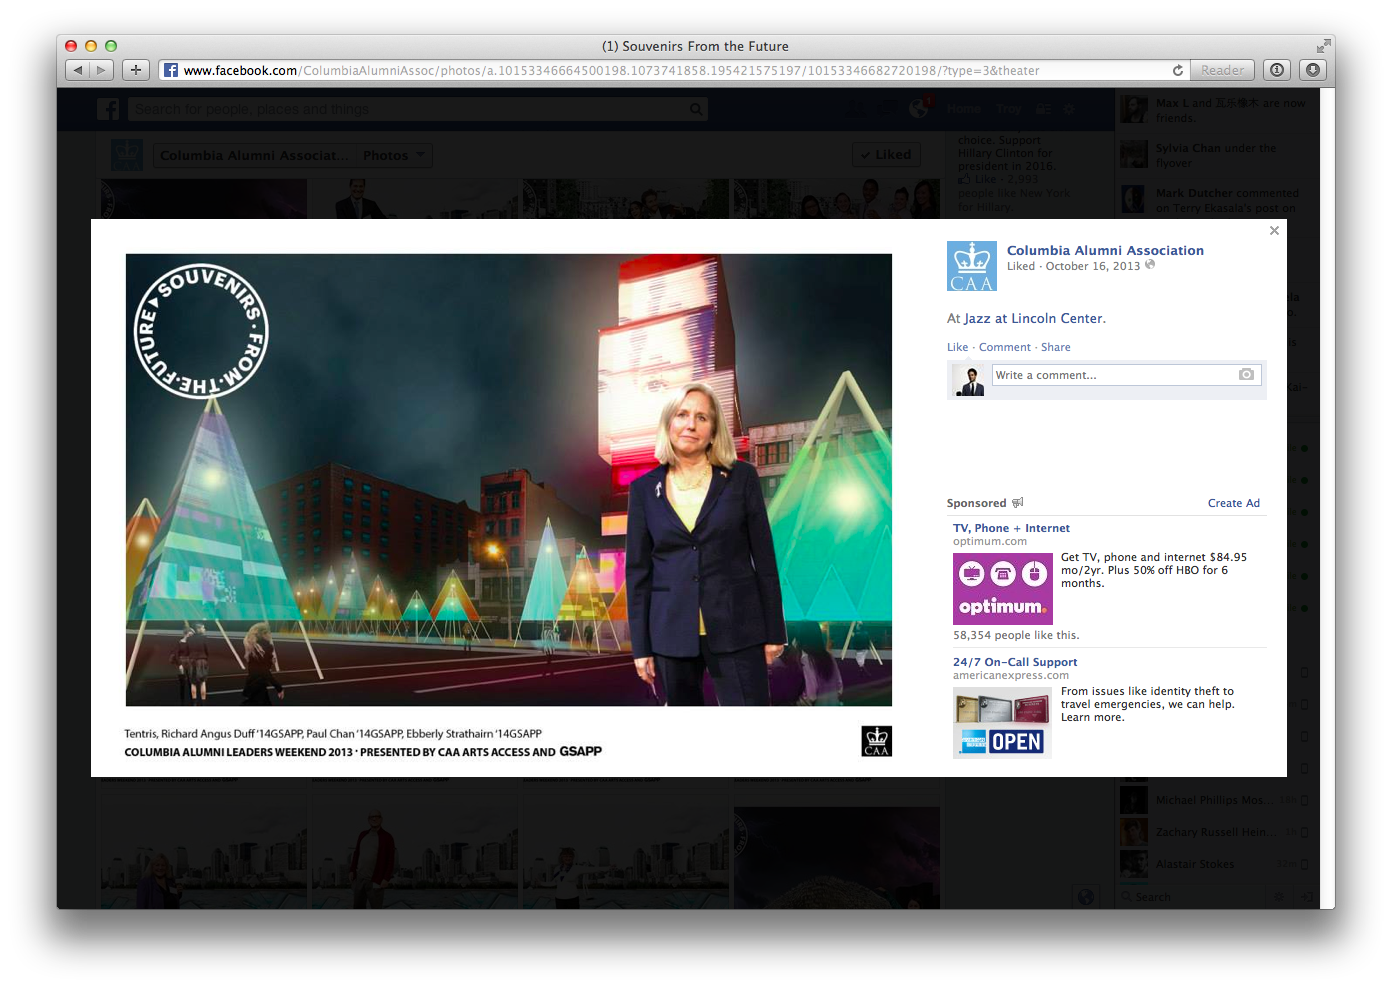 (1) Souvenirs From the Future
www.facebook.com/ColumbiaAlumniAssoc/photos/a.10153346664500198.1073741858.195421575197/10153346682720198/?type=3&theater
Reader
Search for people, places and things
Home
Troy
Columbia Alumni Associat...
Photos
✓ Liked
choice. Support
Hillary Clinton for
president in 2016.
Like · 2,993
people like New York
for Hillary.
Max L and 瓦乐橡木 are now
friends.
Sylvia Chan under the
flyover
Mark Dutcher commented
on Terry Ekasala's post on
SOUVENIRS · FROM · THE · FUTURE
Tentris, Richard Angus Duff '14GSAPP, Paul Chan '14GSAPP, Ebberly Strathairn '14GSAPP
COLUMBIA ALUMNI LEADERS WEEKEND 2013 · PRESENTED BY CAA ARTS ACCESS AND GSAPP
CAA
CAA
Columbia Alumni Association
Liked · October 16, 2013
At Jazz at Lincoln Center.
Like · Comment · Share
Write a comment...
Sponsored
Create Ad
TV, Phone + Internet
optimum.com
optimum.
Get TV, phone and internet $84.95
mo/2yr. Plus 50% off HBO for 6
months.
58,354 people like this.
24/7 On-Call Support
americanexpress.com
OPEN
From issues like identity theft to
travel emergencies, we can help.
Learn more.
Michael Phillips Mos...
Zachary Russell Hein...
Alastair Stokes
Search